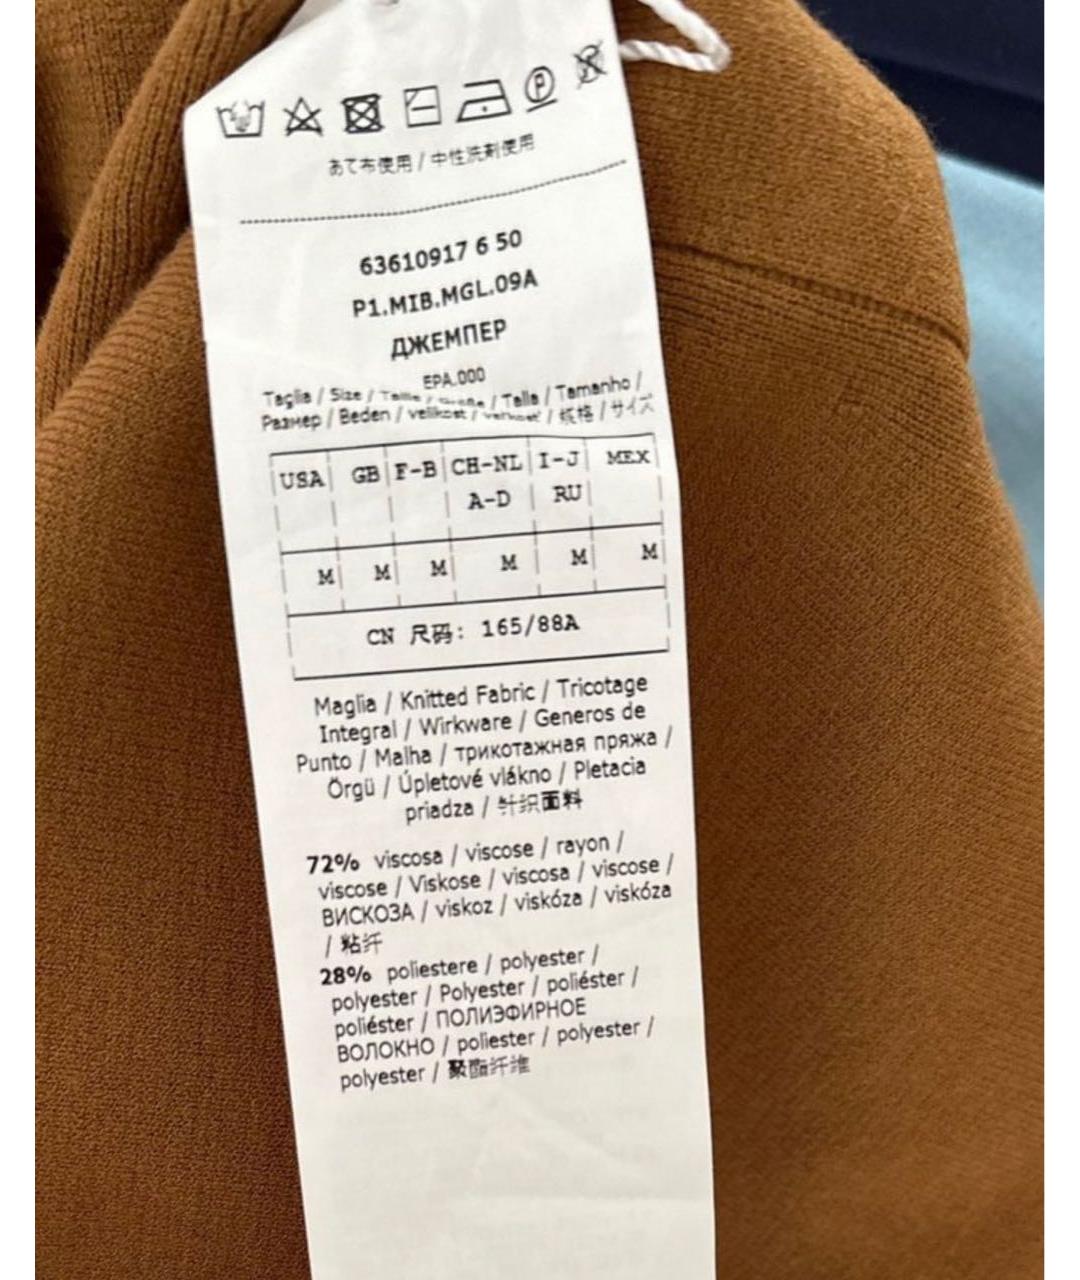 あて布使用 / 中性洗剤使用
63610917 6 50
P1.MIB.MGL.09A
ДЖЕМПЕР
EPA.000
Taglia / Size / Taille / / Talla / Tamanho /
Размер / Beden / velikost / / 规格 / サイズ
USA GB F-B CH-NL I-J MEX
A-D RU
M M M M M M
CN 尺码: 165/88A
Maglia / Knitted Fabric / Tricotage
Integral / Wirkware / Generos de
Punto / Malha / трикотажная пряжа /
Örgü / Úpletové vlákno / Pletacia
priadza / 针织面料
72% viscosa / viscose / rayon /
viscose / Viskose / viscosa / viscose /
ВИСКОЗА / viskoz / viskóza / viskóza
/ 粘纤
28% poliestere / polyester /
polyester / Polyester / poliéster /
poliéster / ПОЛИЭФИРНОЕ
ВОЛОКНО / poliester / polyester /
polyester / 聚酯纤维